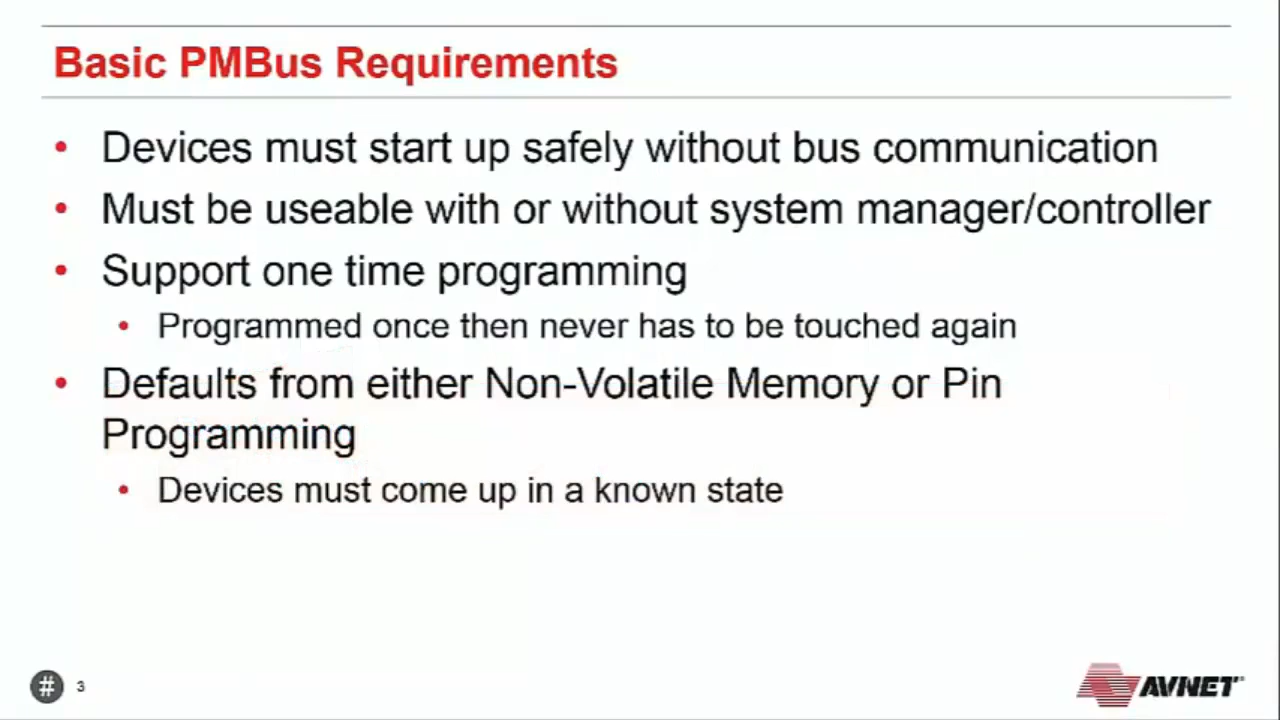 Basic PMBus Requirements
• Devices must start up safely without bus communication
• Must be useable with or without system manager/controller
• Support one time programming
• Programmed once then never has to be touched again
• Defaults from either Non-Volatile Memory or Pin
Programming
• Devices must come up in a known state
# 3
AVNET